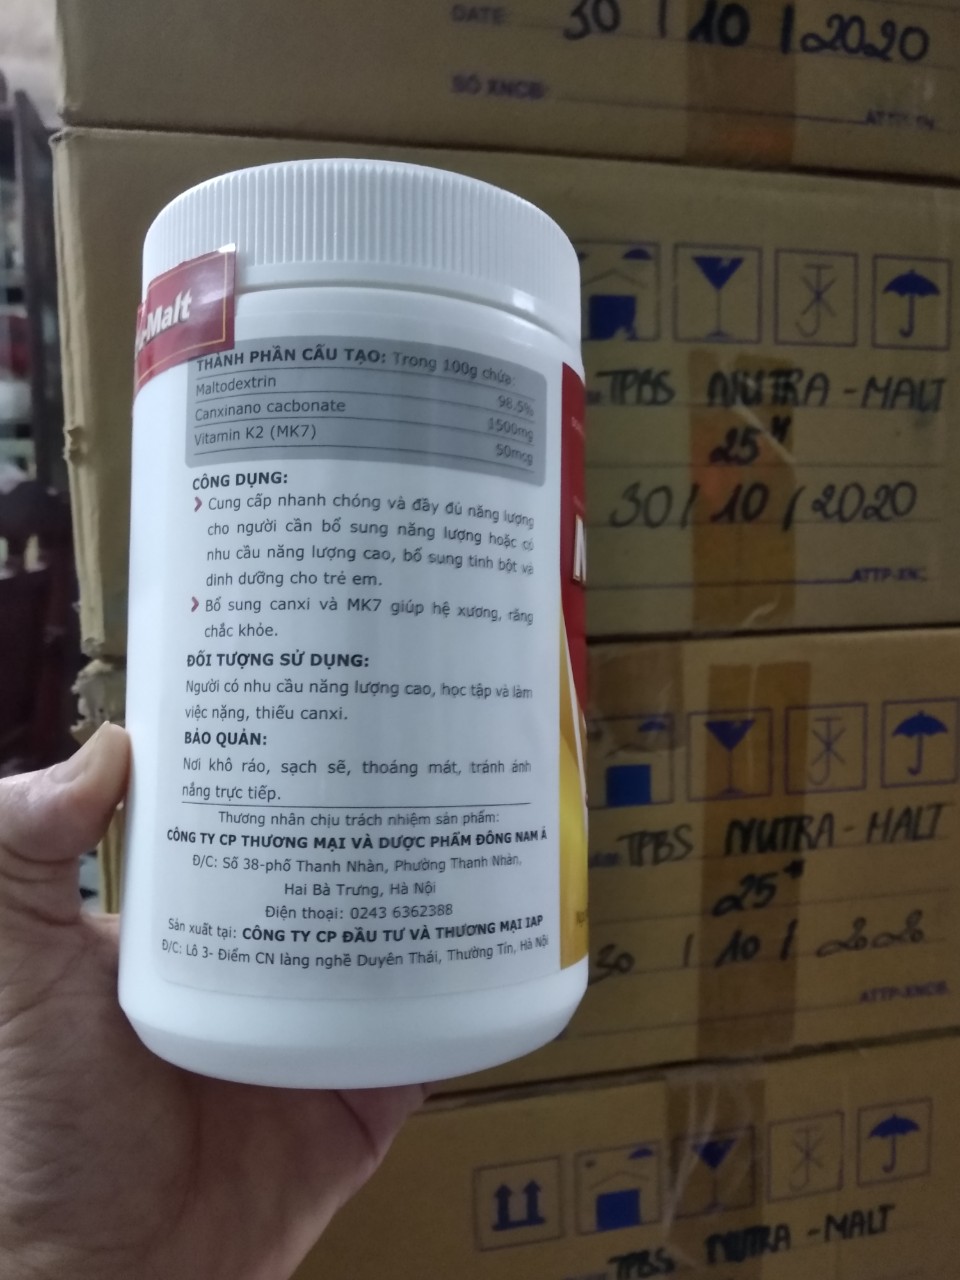 DATE: 30 / 10 / 2020
SỐ XNCB:
-Malt
THÀNH PHẦN CẤU TẠO: Trong 100g chứa:
Maltodextrin 98.5%
Canxinano cacbonate 1500mg
Vitamin K2 (MK7) 50mcg
CÔNG DỤNG:
Cung cấp nhanh chóng và đầy đủ năng lượng
cho người cần bổ sung năng lượng hoặc có
nhu cầu năng lượng cao, bổ sung tinh bột và
dinh dưỡng cho trẻ em.
Bổ sung canxi và MK7 giúp hệ xương, răng
chắc khỏe.
ĐỐI TƯỢNG SỬ DỤNG:
Người có nhu cầu năng lượng cao, học tập và làm
việc nặng, thiếu canxi.
BẢO QUẢN:
Nơi khô ráo, sạch sẽ, thoáng mát, tránh ánh
nắng trực tiếp.
Thương nhân chịu trách nhiệm sản phẩm:
CÔNG TY CP THƯƠNG MẠI VÀ DƯỢC PHẨM ĐÔNG NAM Á
Đ/C: Số 38-phố Thanh Nhàn, Phường Thanh Nhàn,
Hai Bà Trưng, Hà Nội
Điện thoại: 0243 6362388
Sản xuất tại: CÔNG TY CP ĐẦU TƯ VÀ THƯƠNG MẠI IAP
Đ/C: Lô 3- Điểm CN làng nghề Duyên Thái, Thường Tín, Hà Nội
N
TPBS NUTRA - MALT
25H
30 / 10 / 2020
TPBS NUTRA - MALT
25H
30 / 10 / 2020
TPBS NUTRA - MALT